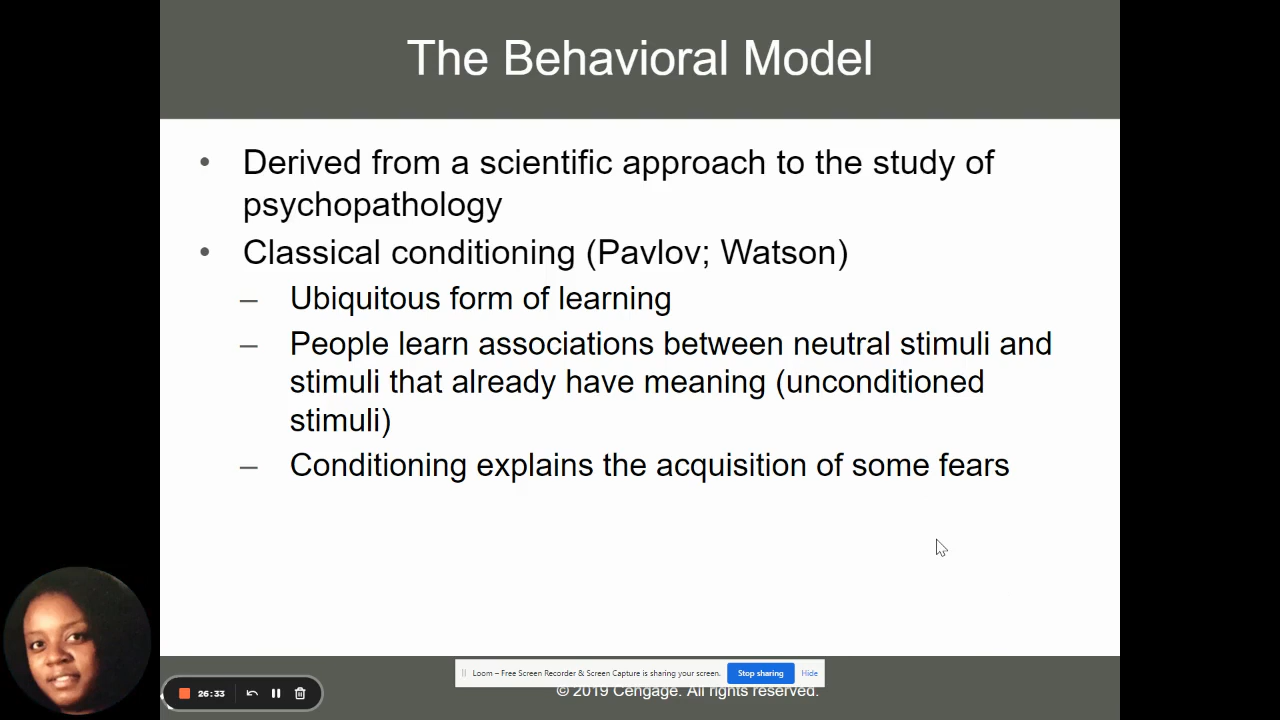 The Behavioral Model
• Derived from a scientific approach to the study of
psychopathology
• Classical conditioning (Pavlov; Watson)
– Ubiquitous form of learning
– People learn associations between neutral stimuli and
stimuli that already have meaning (unconditioned
stimuli)
– Conditioning explains the acquisition of some fears
Loom – Free Screen Recorder & Screen Capture is sharing your screen. Stop sharing Hide
26:33
© 2019 Cengage. All rights reserved.